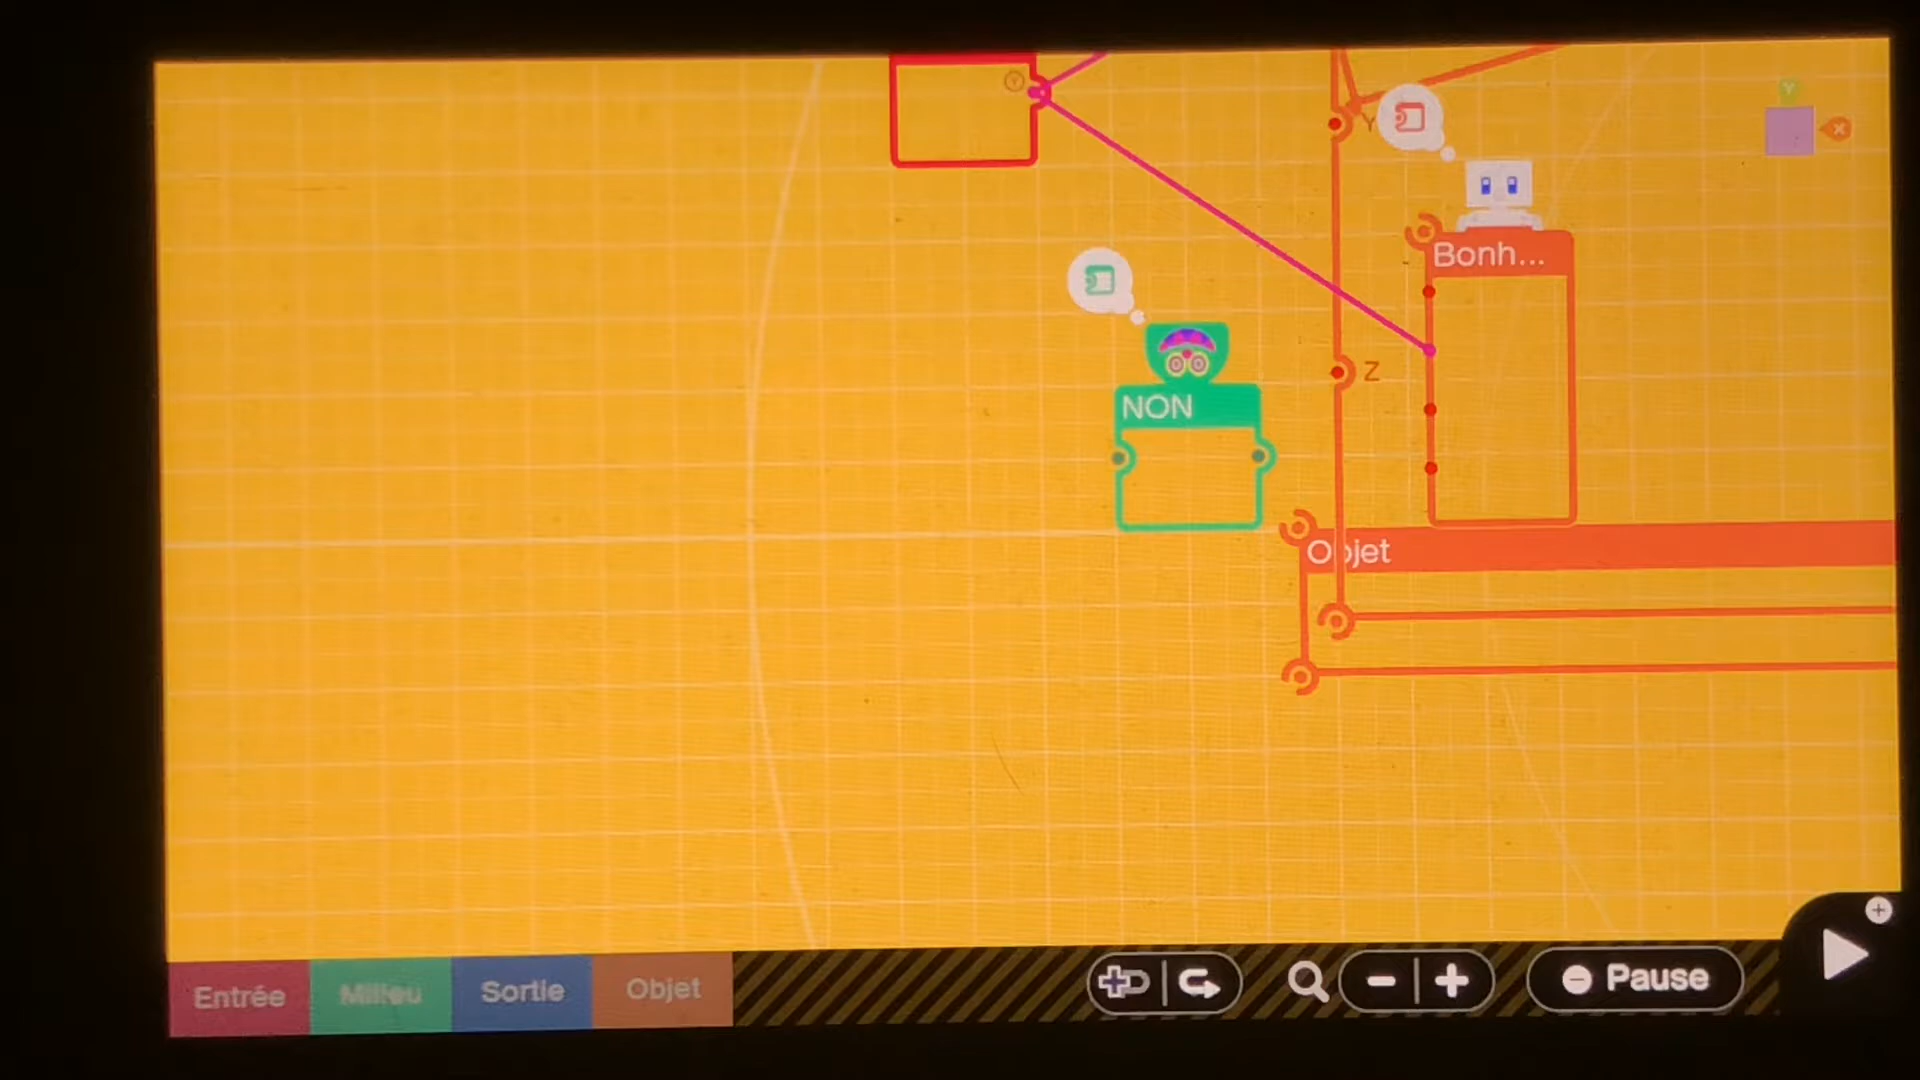 Y
Y
Y
X
Bonh...
Z
NON
Objet
Entrée
Milieu
Sortie
Objet
Pause